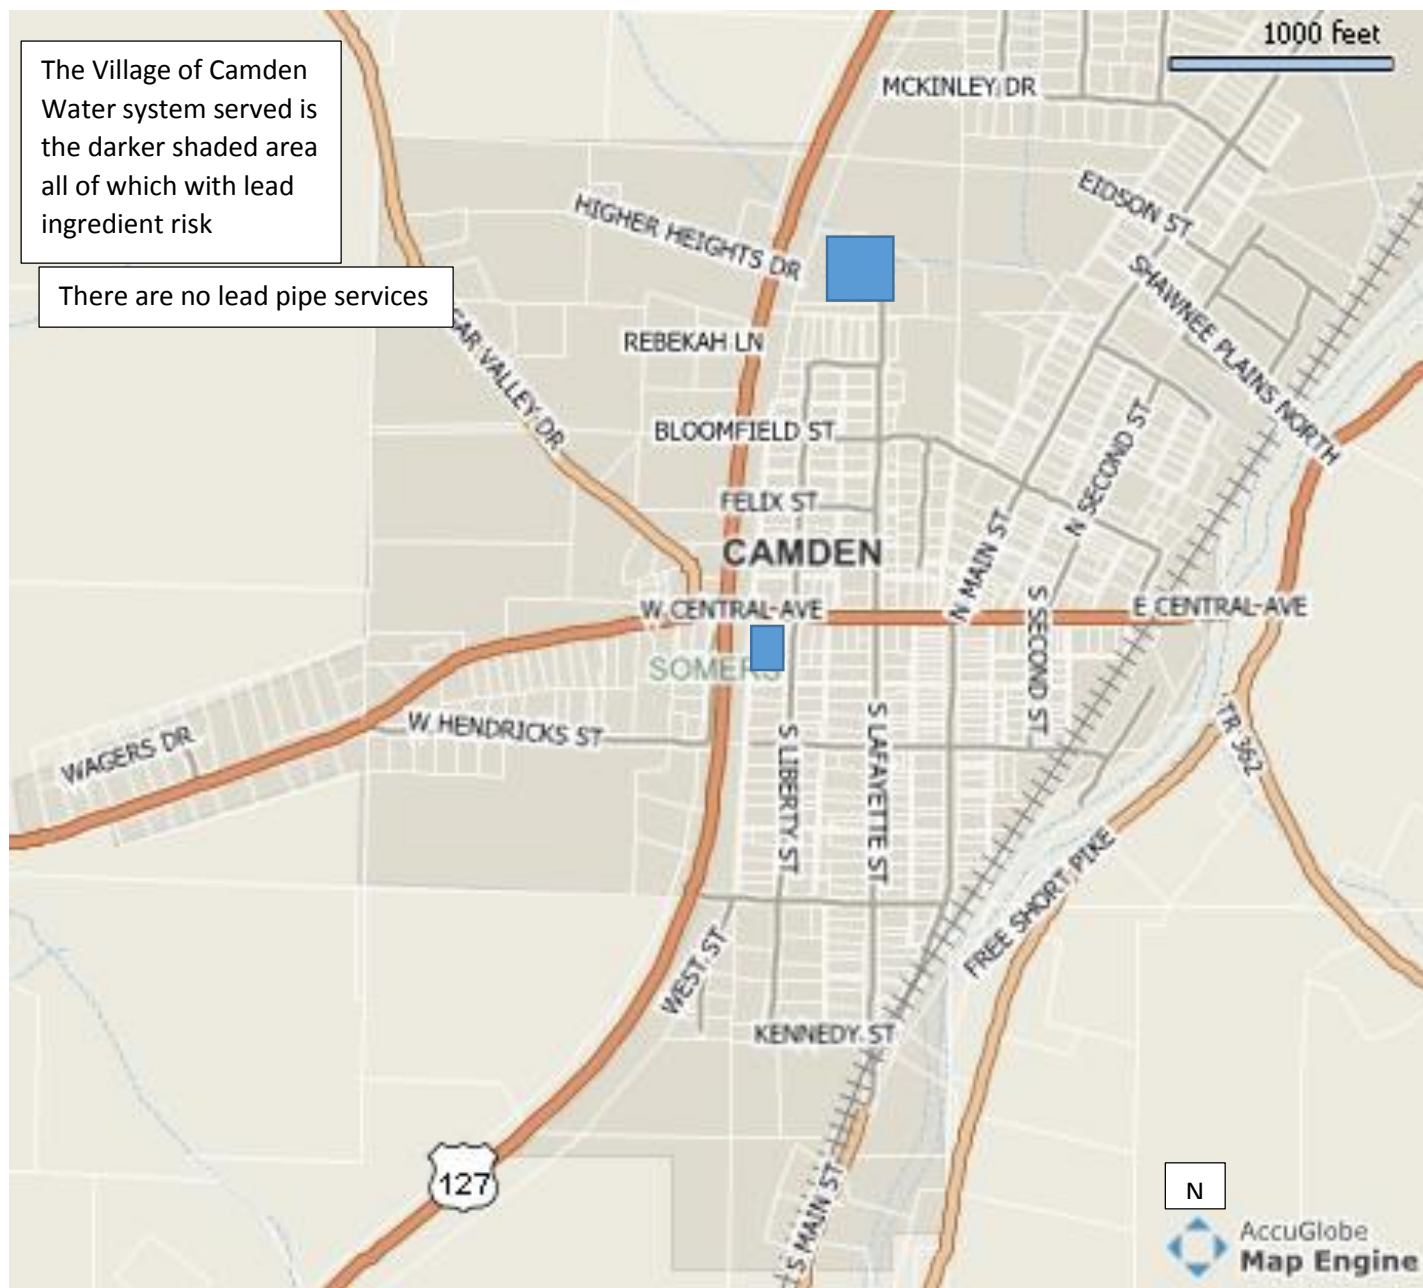 1000 feet
The Village of Camden
Water system served is
the darker shaded area
all of which with lead
ingredient risk
There are no lead pipe services
MCKINLEY DR
EIDSON ST
HIGHER HEIGHTS DR
SHAWNEE PLAINS NORTH
REBEKAH LN
VALLEY DR
BLOOMFIELD ST
N SECOND ST
FELIX ST
CAMDEN
N MAIN ST
W CENTRAL AVE
E CENTRAL AVE
S SECOND ST
SOMERS
W HENDRICKS ST
WAGERS DR
S LIBERTY ST
S LAFAYETTE ST
TR 362
FREE SHORT PIKE
WEST ST
KENNEDY ST
127
S MAIN ST
N
AccuGlobe
Map Engine